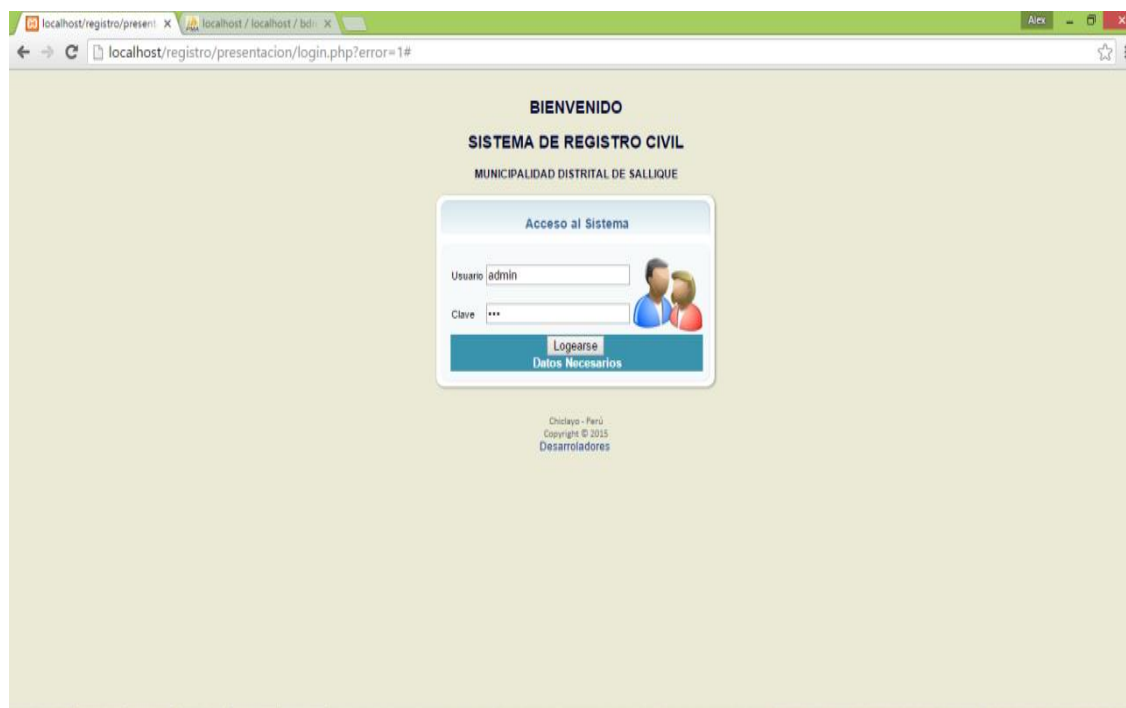 localhost/registro/present
localhost / localhost / bd
Alex
localhost/registro/presentacion/login.php?error=1#
BIENVENIDO
SISTEMA DE REGISTRO CIVIL
MUNICIPALIDAD DISTRITAL DE SALLIQUE
Acceso al Sistema
Usuario admin
Clave •••
Logearse
Datos Necesarios
Chiclayo - Perú
Copyright © 2015
Desarroladores